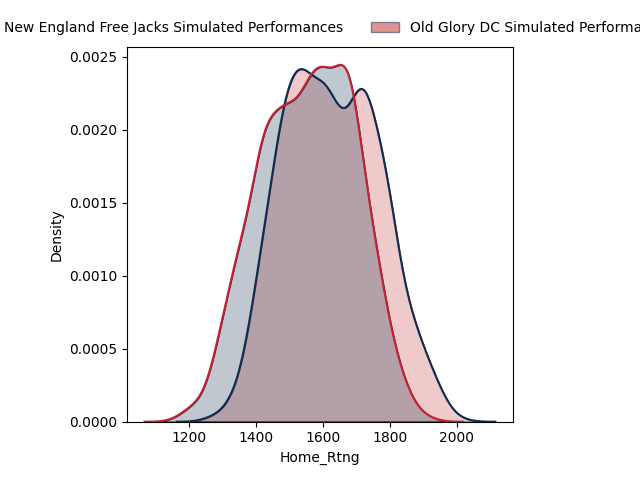 New England Free Jacks Simulated Performances Old Glory DC Simulated Performa
0.0025
0.0020
0.0015
0.0010
0.0005
0.0000
Density
1200 1400 1600 1800 2000
Home_Rtng